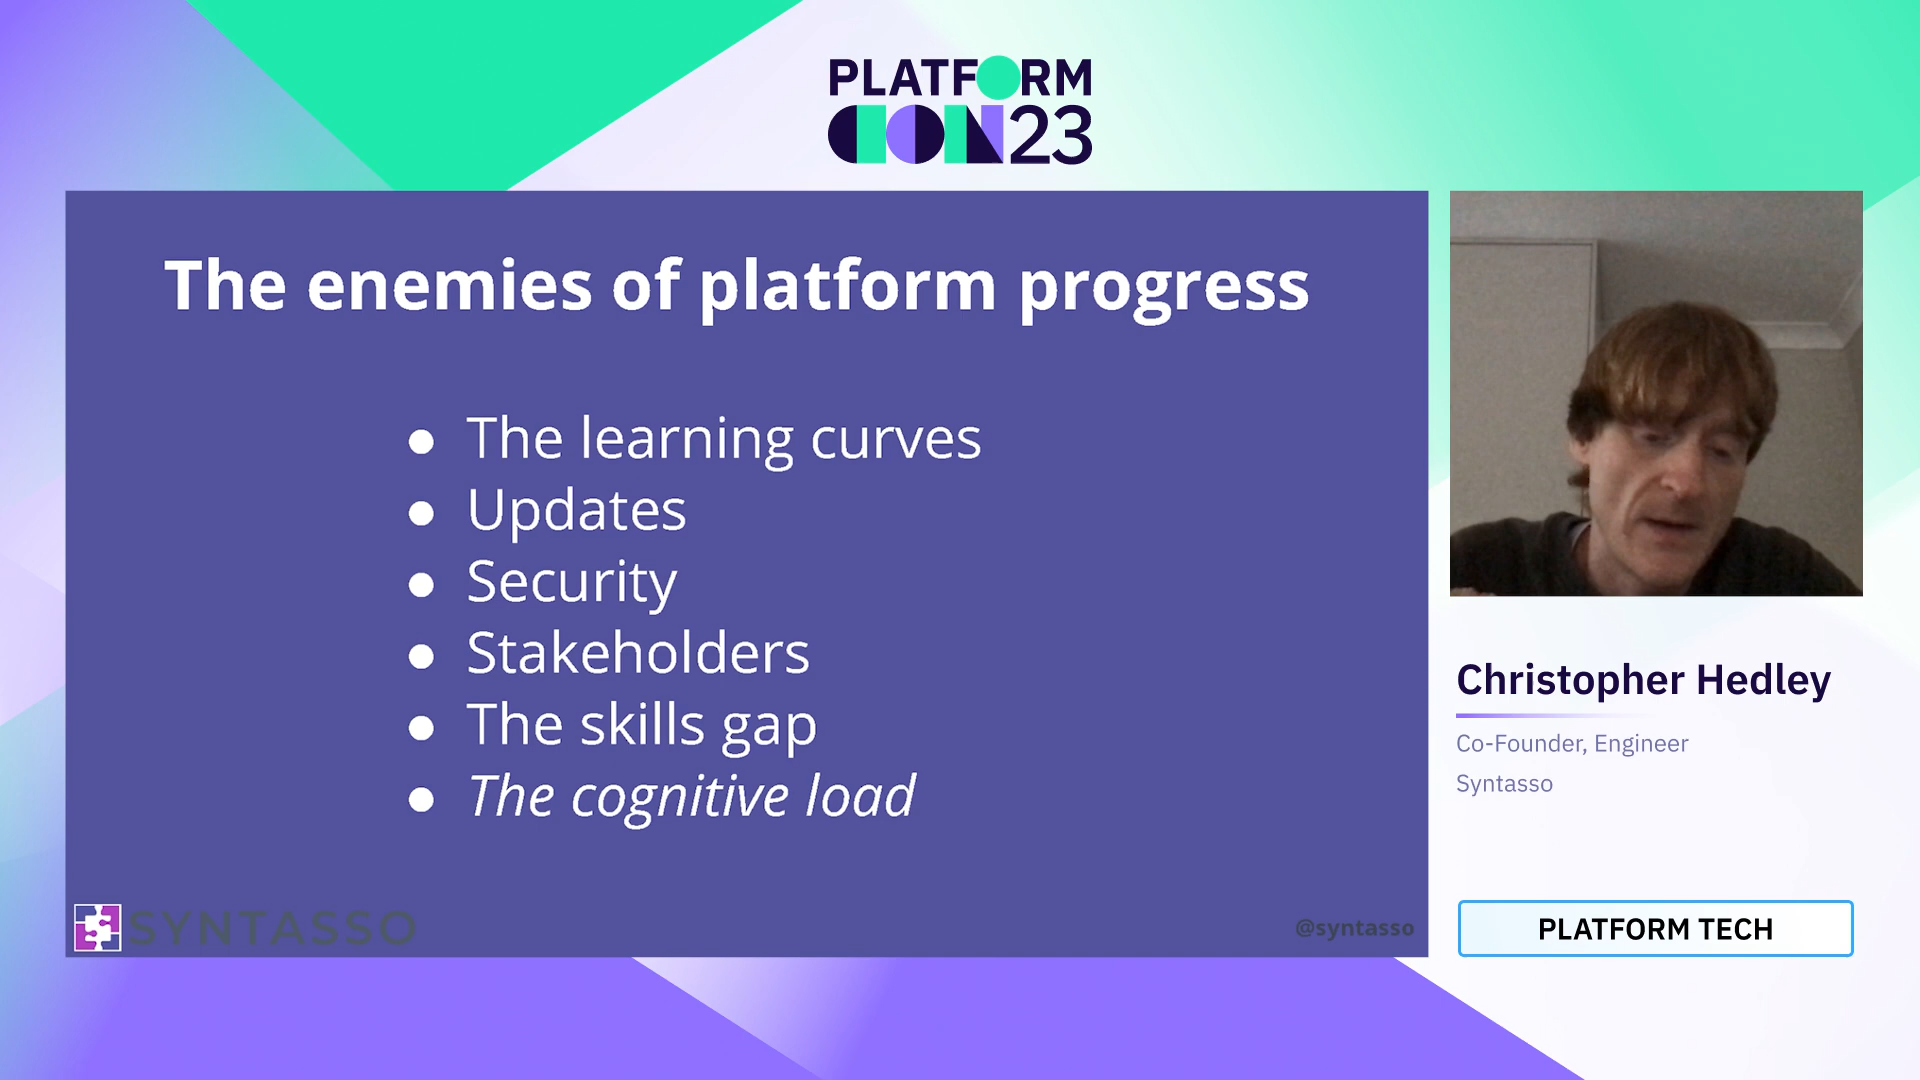 PLATFORM
CON23
The enemies of platform progress
● The learning curves
● Updates
● Security
● Stakeholders
● The skills gap
● The cognitive load
SYNTASSO
@syntasso
Christopher Hedley
Co-Founder, Engineer
Syntasso
PLATFORM TECH